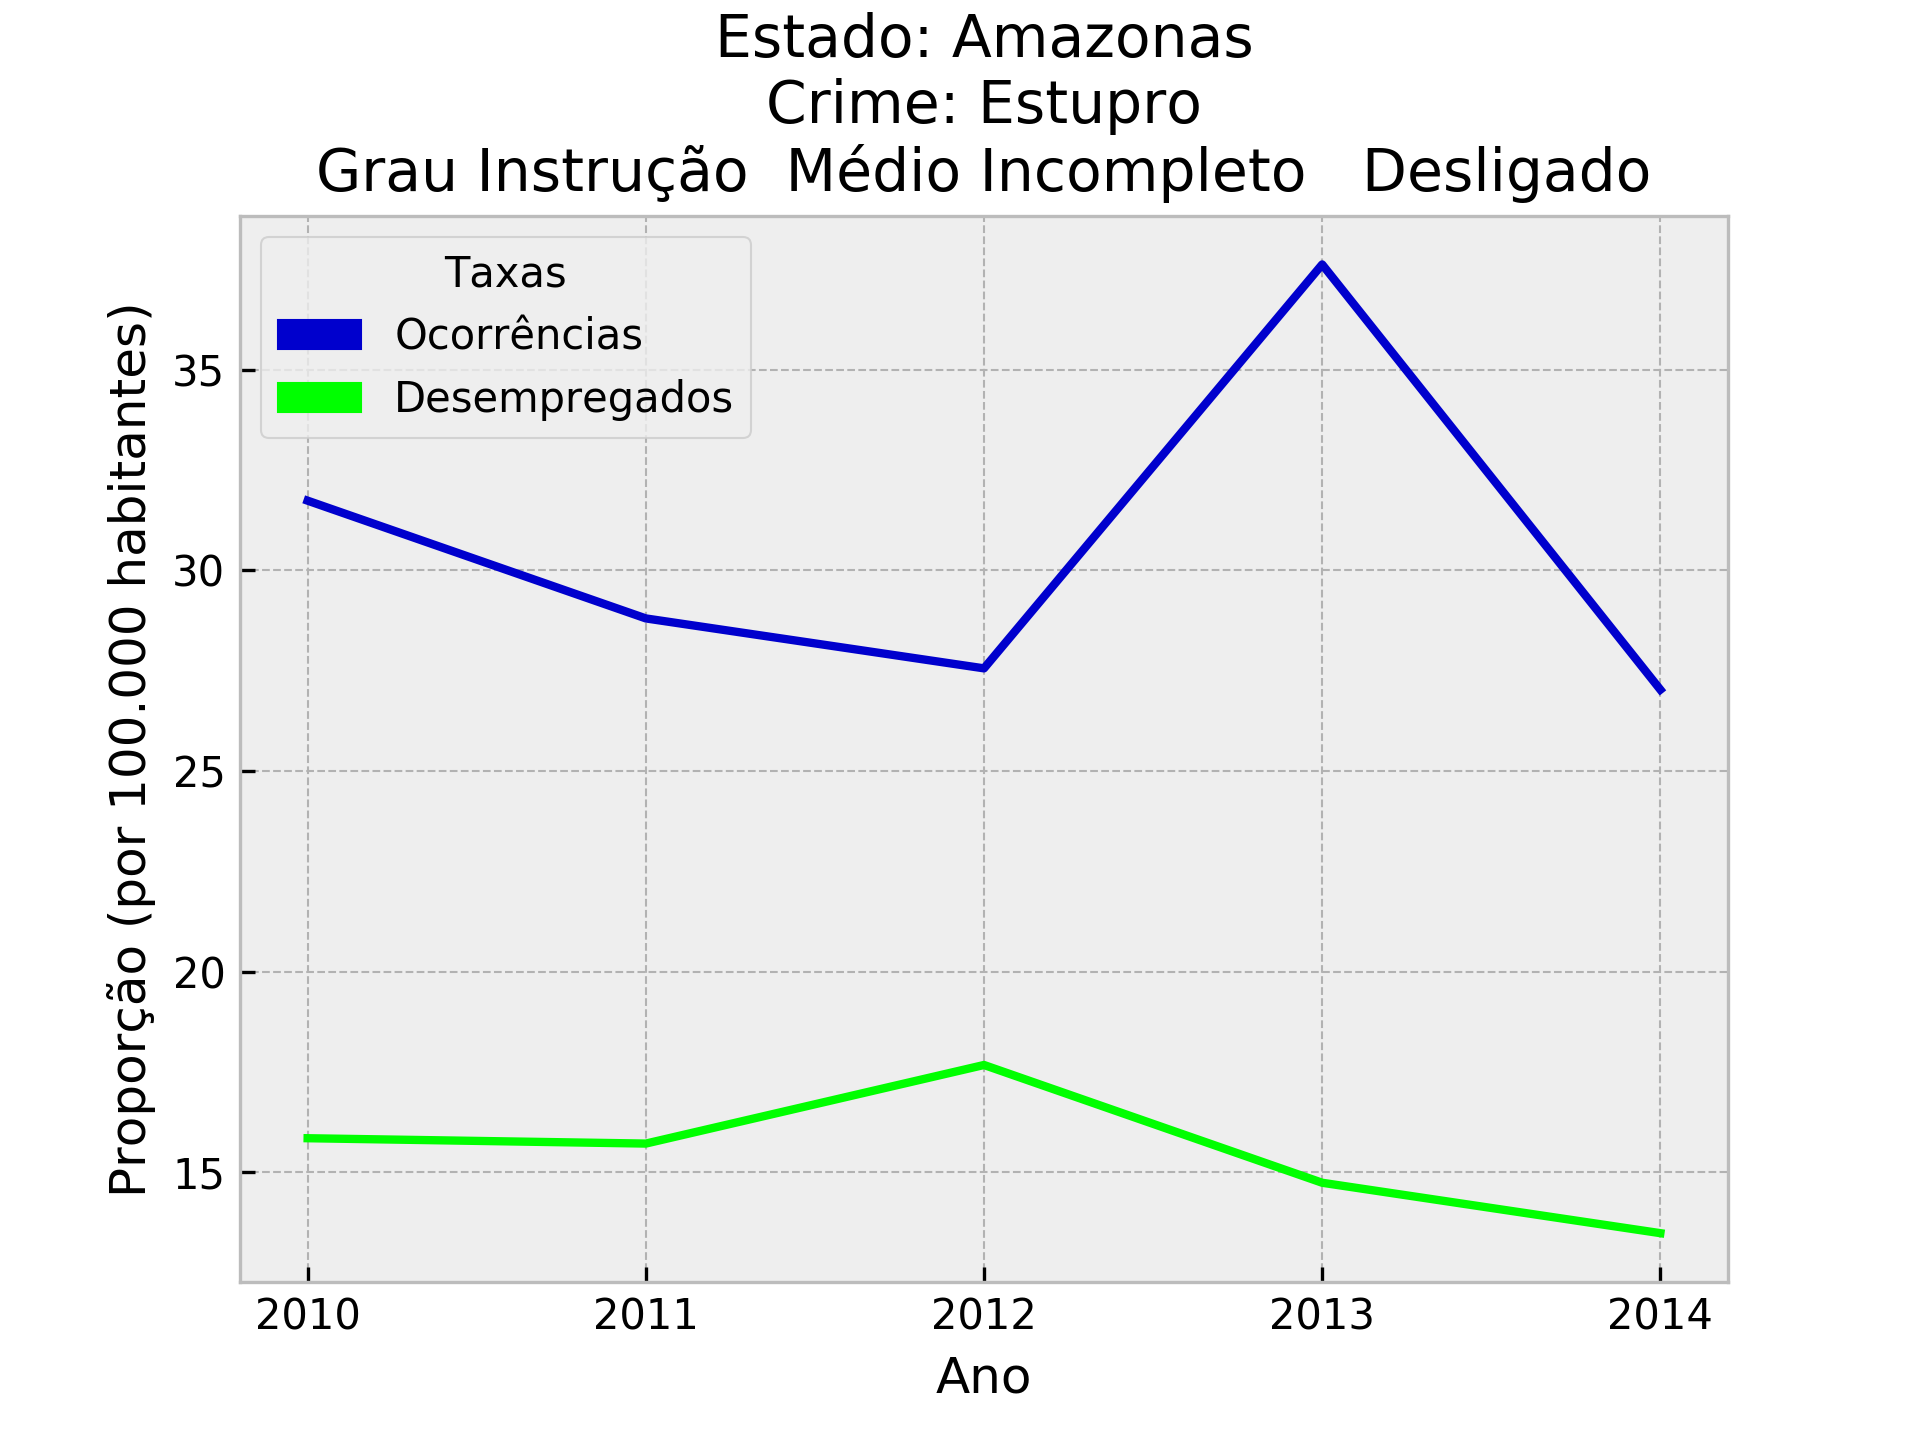 Estado: Amazonas
Crime: Estupro
Grau Instrução  Médio Incompleto   Desligado
Taxas
Ocorrências
Desempregados
Proporção (por 100.000 habitantes)
35
30
25
20
15
2010
2011
2012
2013
2014
Ano